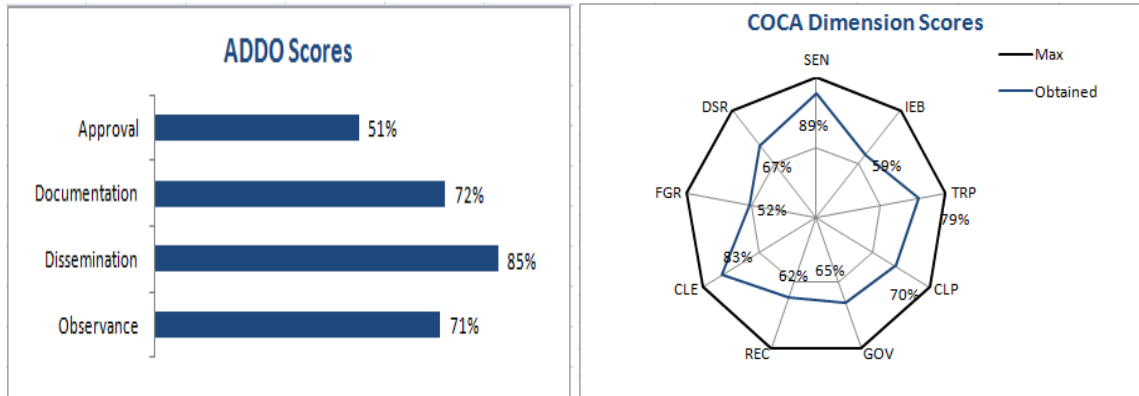 ADDO Scores
Approval
51%
Documentation
72%
Dissemination
85%
Observance
71%
COCA Dimension Scores
Max
Obtained
SEN
89%
IEB
59%
TRP
79%
CLP
70%
GOV
65%
REC
62%
CLE
83%
FGR
52%
DSR
67%